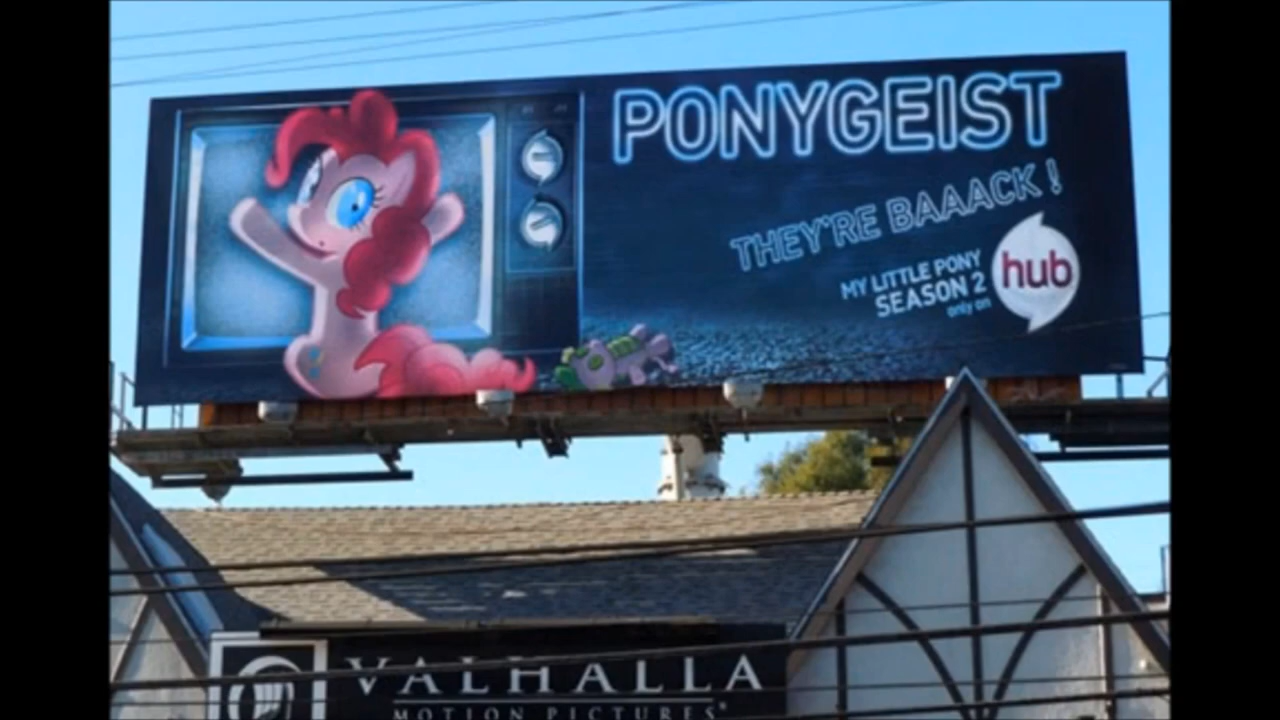 PONYGEIST
THEY'RE BAAACK !
MY LITTLE PONY
SEASON 2
only on
hub
VALHALLA
MOTION PICTURES